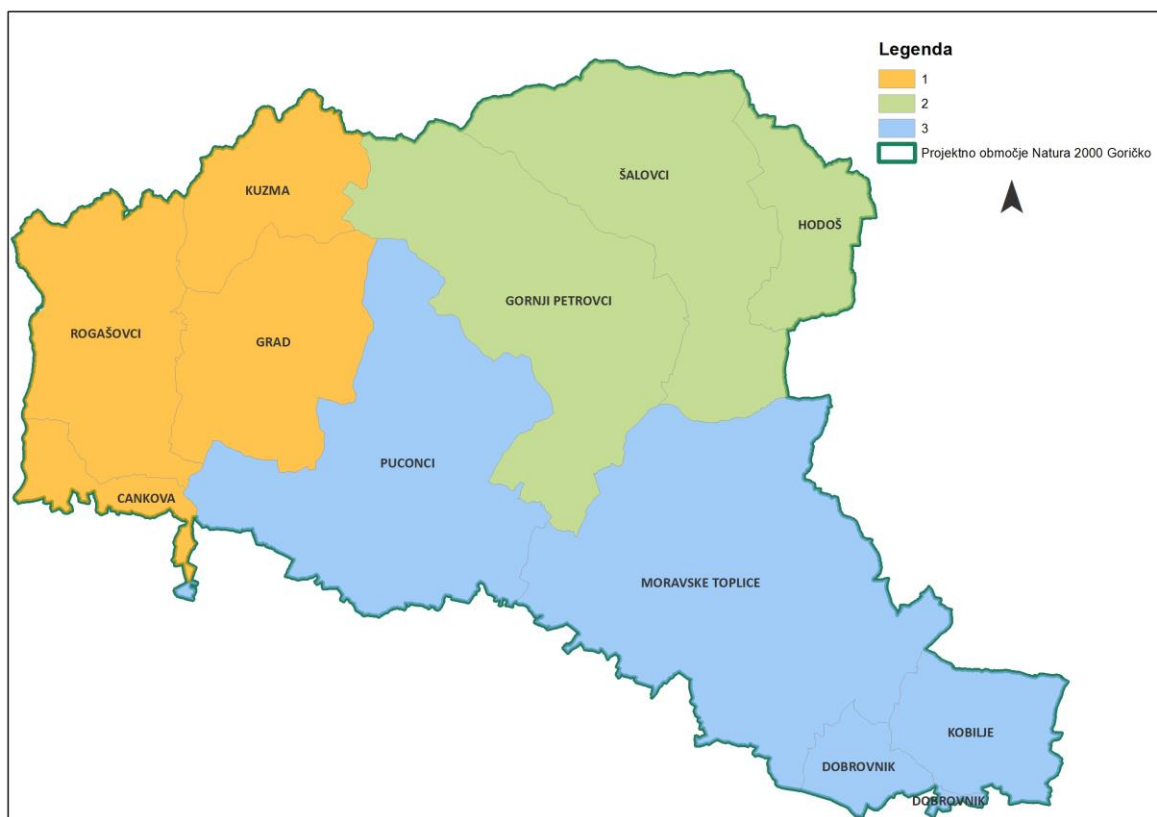 Legenda
1
2
3
Projektno območje Natura 2000 Goričko
KUZMA
ŠALOVCI
HODOŠ
GORNJI PETROVCI
ROGAŠOVCI
GRAD
PUCONCI
CANKOVA
MORAVSKE TOPLICE
KOBILJE
DOBROVNIK
DOBROVNIK